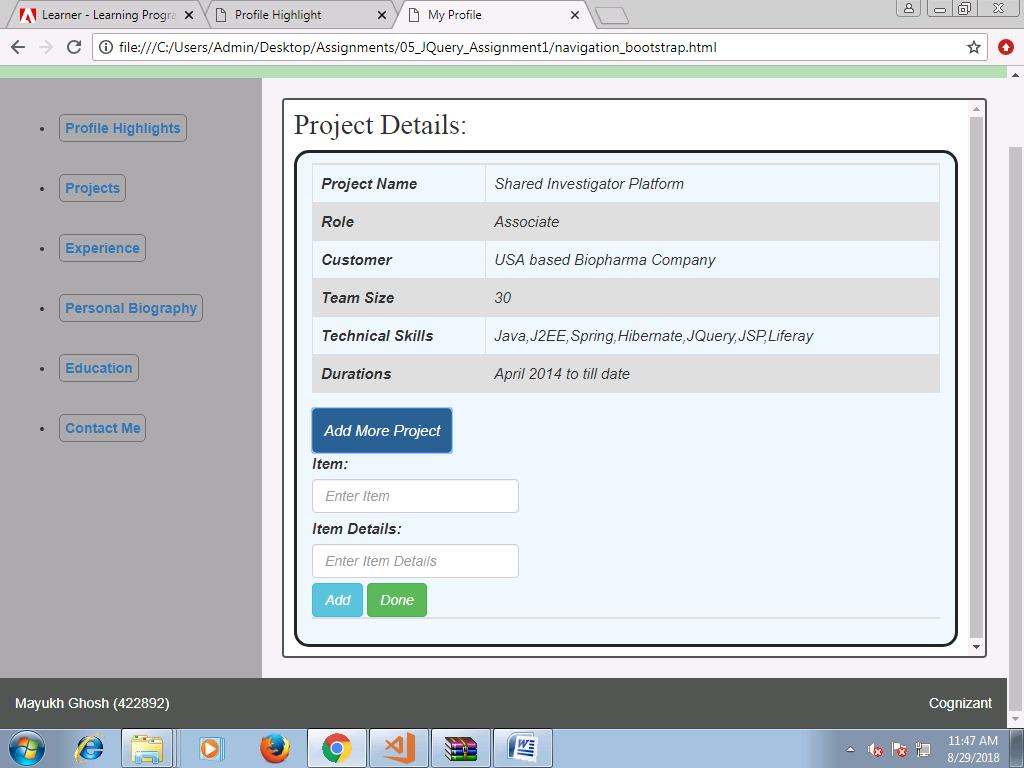 Learner - Learning Progra
Profile Highlight
My Profile
file:///C:/Users/Admin/Desktop/Assignments/05_JQuery_Assignment1/navigation_bootstrap.html
Profile Highlights
Projects
Experience
Personal Biography
Education
Contact Me
Project Details:
Project Name Shared Investigator Platform
Role Associate
Customer USA based Biopharma Company
Team Size 30
Technical Skills Java,J2EE,Spring,Hibernate,JQuery,JSP,Liferay
Durations April 2014 to till date
Add More Project
Item:
Enter Item
Item Details:
Enter Item Details
Add Done
Mayukh Ghosh (422892) Cognizant
11:47 AM
8/29/2018